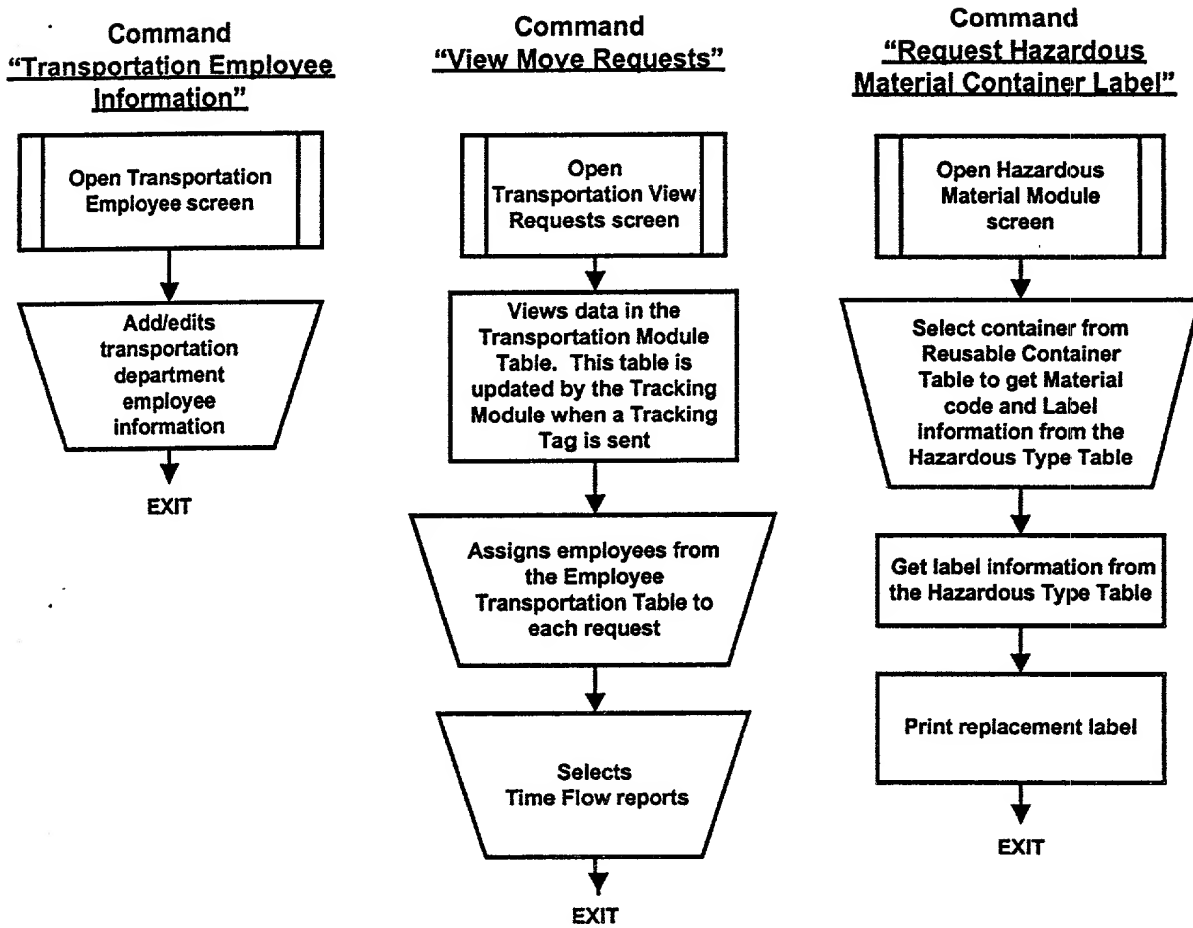 Command
“Transportation Employee
Information”
Open Transportation
Employee screen
Add/edits
transportation
department
employee
information
EXIT
Command
“View Move Requests”
Open
Transportation View
Requests screen
Views data in the
Transportation Module
Table. This table is
updated by the Tracking
Module when a Tracking
Tag is sent
Assigns employees from
the Employee
Transportation Table to
each request
Selects
Time Flow reports
EXIT
Command
“Request Hazardous
Material Container Label”
Open Hazardous
Material Module
screen
Select container from
Reusable Container
Table to get Material
code and Label
information from the
Hazardous Type Table
Get label information from
the Hazardous Type Table
Print replacement label
EXIT